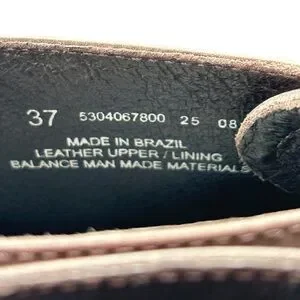 37 5304067800 25 08
MADE IN BRAZIL
LEATHER UPPER / LINING
BALANCE MAN MADE MATERIALS